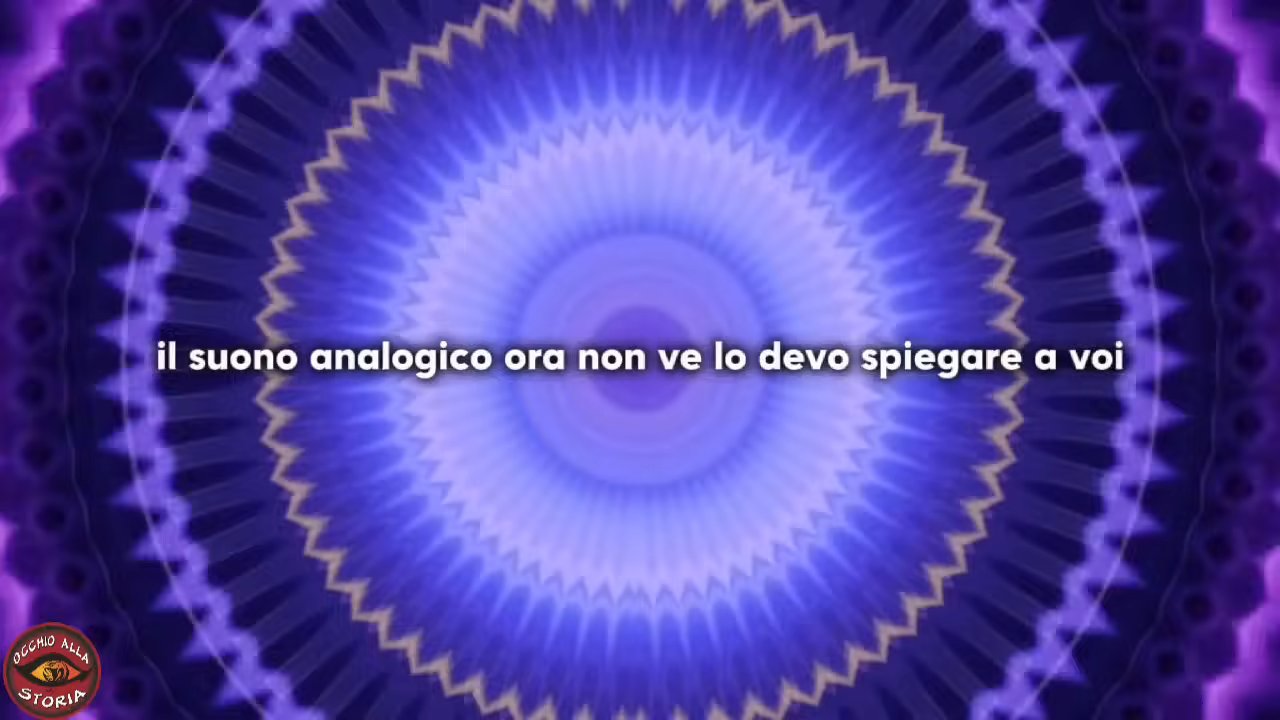 il suono analogico ora non ve lo devo spiegare a voi
OCCHIO ALLA
STORIA